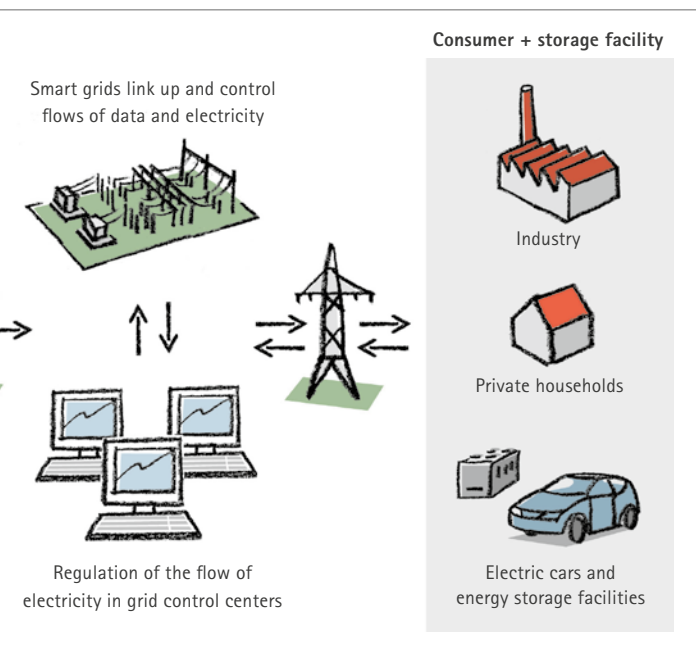 Consumer + storage facility
Smart grids link up and control
flows of data and electricity
Industry
Private households
Regulation of the flow of
electricity in grid control centers
Electric cars and
energy storage facilities